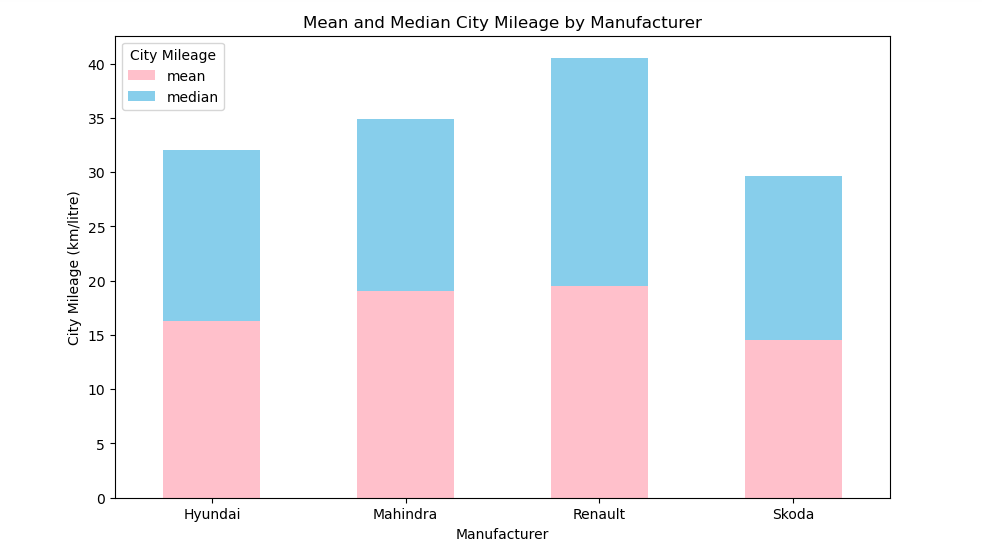 Mean and Median City Mileage by Manufacturer
City Mileage
mean
median
City Mileage (km/litre)
40
35
30
25
20
15
10
5
0
Hyundai Mahindra Renault Skoda
Manufacturer